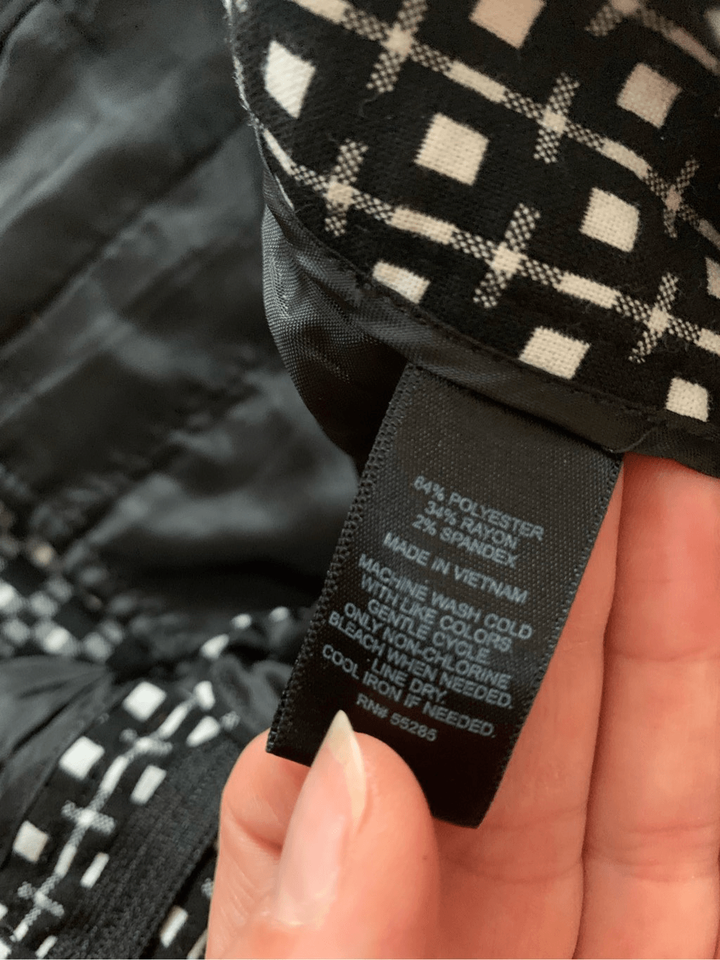 64% POLYESTER
34% RAYON
2% SPANDEX
MADE IN VIETNAM
MACHINE WASH COLD
WITH LIKE COLORS
GENTLE CYCLE
ONLY NON-CHLORINE
BLEACH WHEN NEEDED.
LINE DRY.
COOL IRON IF NEEDED.
RN# 55285